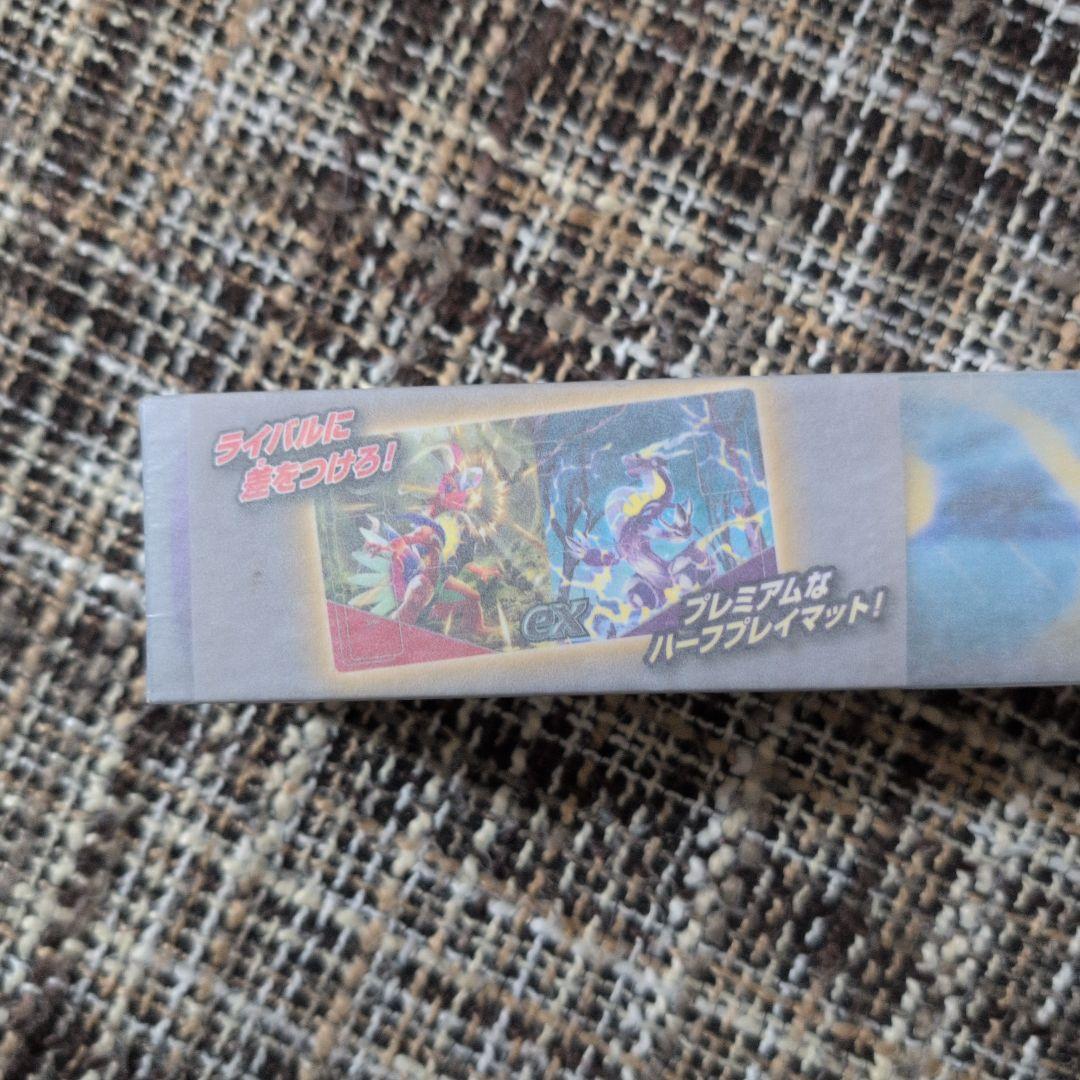 ライバルに
差をつけろ!
ex
プレミアムな
ハーフプレイマット!